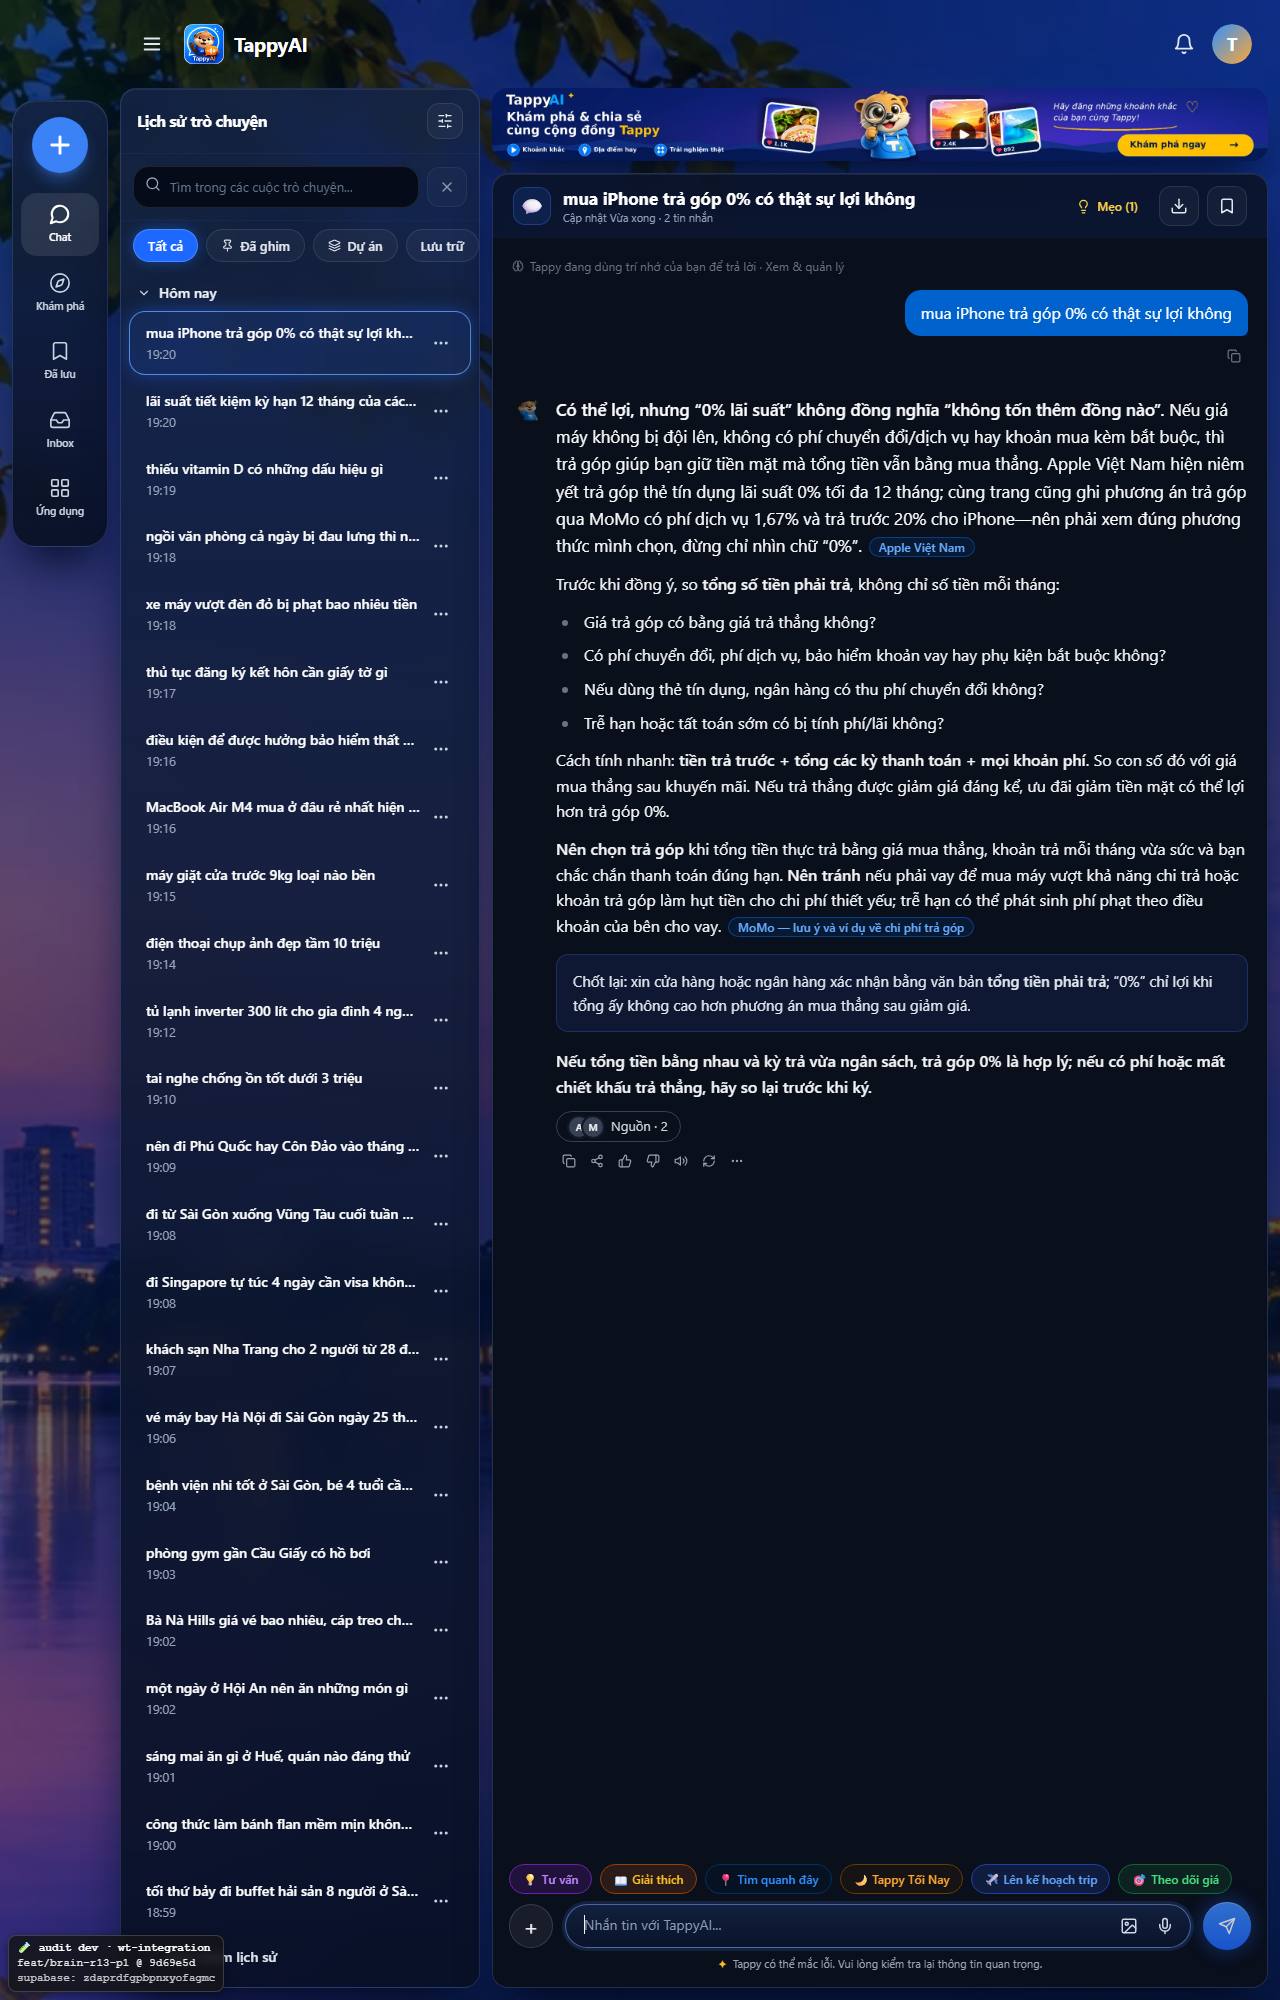 TappyAI
T
Lịch sử trò chuyện
Tìm trong các cuộc trò chuyện...
Tất cả
Đã ghim
Dự án
Lưu trữ
Chat
Khám phá
Đã lưu
Inbox
Ứng dụng
Hôm nay
mua iPhone trả góp 0% có thật sự lợi kh...
19:20
lãi suất tiết kiệm kỳ hạn 12 tháng của các...
19:20
thiếu vitamin D có những dấu hiệu gì
19:19
ngồi văn phòng cả ngày bị đau lưng thì n...
19:18
xe máy vượt đèn đỏ bị phạt bao nhiêu tiền
19:18
thủ tục đăng ký kết hôn cần giấy tờ gì
19:17
điều kiện để được hưởng bảo hiểm thất ...
19:16
MacBook Air M4 mua ở đâu rẻ nhất hiện ...
19:16
máy giặt cửa trước 9kg loại nào bền
19:15
điện thoại chụp ảnh đẹp tầm 10 triệu
19:14
tủ lạnh inverter 300 lít cho gia đình 4 ng...
19:12
tai nghe chống ồn tốt dưới 3 triệu
19:10
nên đi Phú Quốc hay Côn Đảo vào tháng ...
19:09
đi từ Sài Gòn xuống Vũng Tàu cuối tuần ...
19:08
đi Singapore tự túc 4 ngày cần visa khôn...
19:08
khách sạn Nha Trang cho 2 người từ 28 đ...
19:07
vé máy bay Hà Nội đi Sài Gòn ngày 25 th...
19:06
bệnh viện nhi tốt ở Sài Gòn, bé 4 tuổi cầ...
19:04
phòng gym gần Cầu Giấy có hồ bơi
19:03
Bà Nà Hills giá vé bao nhiêu, cáp treo ch...
19:02
một ngày ở Hội An nên ăn những món gì
19:02
sáng mai ăn gì ở Huế, quán nào đáng thử
19:01
công thức làm bánh flan mềm mịn khôn...
19:00
tối thứ bảy đi buffet hải sản 8 người ở Sà...
18:59
lịch sử
audit dev · wt-integration
feat/brain-r13-p1 @ 9d69e5d
supabase: zdaprdfgpbpnxyofagmc
TappyAI
Khám phá & chia sẻ
cùng cộng đồng Tappy
Khoảnh khắc
Địa điểm hay
Trải nghiệm thật
1.1K
2.4K
892
Hãy đăng những khoảnh khắc
của bạn cùng Tappy!
Khám phá ngay →
mua iPhone trả góp 0% có thật sự lợi không
Cập nhật Vừa xong · 2 tin nhắn
Mẹo (1)
Tappy đang dùng trí nhớ của bạn để trả lời · Xem & quản lý
mua iPhone trả góp 0% có thật sự lợi không
Có thể lợi, nhưng “0% lãi suất” không đồng nghĩa “không tốn thêm đồng nào”. Nếu giá
máy không bị đội lên, không có phí chuyển đổi/dịch vụ hay khoản mua kèm bắt buộc, thì
trả góp giúp bạn giữ tiền mặt mà tổng tiền vẫn bằng mua thẳng. Apple Việt Nam hiện niêm
yết trả góp thẻ tín dụng lãi suất 0% tối đa 12 tháng; cùng trang cũng ghi phương án trả góp
qua MoMo có phí dịch vụ 1,67% và trả trước 20% cho iPhone—nên phải xem đúng phương
thức mình chọn, đừng chỉ nhìn chữ “0%”. Apple Việt Nam
Trước khi đồng ý, so tổng số tiền phải trả, không chỉ số tiền mỗi tháng:
• Giá trả góp có bằng giá trả thẳng không?
• Có phí chuyển đổi, phí dịch vụ, bảo hiểm khoản vay hay phụ kiện bắt buộc không?
• Nếu dùng thẻ tín dụng, ngân hàng có thu phí chuyển đổi không?
• Trễ hạn hoặc tất toán sớm có bị tính phí/lãi không?
Cách tính nhanh: tiền trả trước + tổng các kỳ thanh toán + mọi khoản phí. So con số đó với giá
mua thẳng sau khuyến mãi. Nếu trả thẳng được giảm giá đáng kể, ưu đãi giảm tiền mặt có thể lợi
hơn trả góp 0%.
Nên chọn trả góp khi tổng tiền thực trả bằng giá mua thẳng, khoản trả mỗi tháng vừa sức và bạn
chắc chắn thanh toán đúng hạn. Nên tránh nếu phải vay để mua máy vượt khả năng chi trả hoặc
khoản trả góp làm hụt tiền cho chi phí thiết yếu; trễ hạn có thể phát sinh phí phạt theo điều
khoản của bên cho vay. MoMo — lưu ý và ví dụ về chi phí trả góp
Chốt lại: xin cửa hàng hoặc ngân hàng xác nhận bằng văn bản tổng tiền phải trả; “0%” chỉ lợi khi
tổng ấy không cao hơn phương án mua thẳng sau giảm giá.
Nếu tổng tiền bằng nhau và kỳ trả vừa ngân sách, trả góp 0% là hợp lý; nếu có phí hoặc mất
chiết khấu trả thẳng, hãy so lại trước khi ký.
A M Nguồn · 2
Tư vấn
Giải thích
Tìm quanh đây
Tappy Tối Nay
Lên kế hoạch trip
Theo dõi giá
Nhắn tin với TappyAI...
Tappy có thể mắc lỗi. Vui lòng kiểm tra lại thông tin quan trọng.